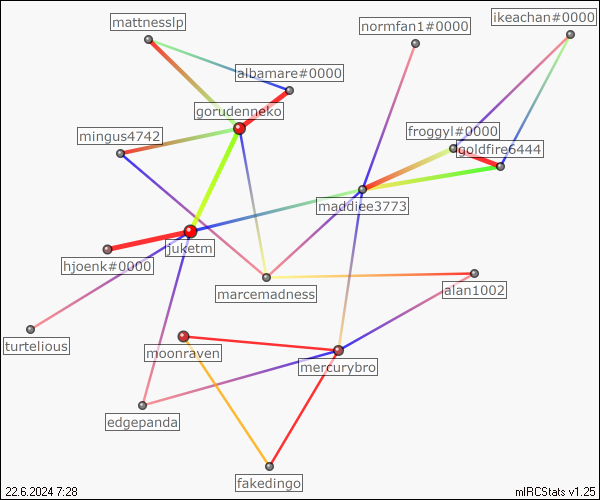 mattnesslp
normfan1#0000
ikeachan#0000
albamare#0000
gorudenneko
mingus4742
froggyl#0000
goldfire6444
maddiee3773
juketm
hjoenk#0000
marcemadness
alan1002
turtelious
moonraven
mercurybro
edgepanda
fakedingo
22.6.2024 7:28
mIRCStats v1.25